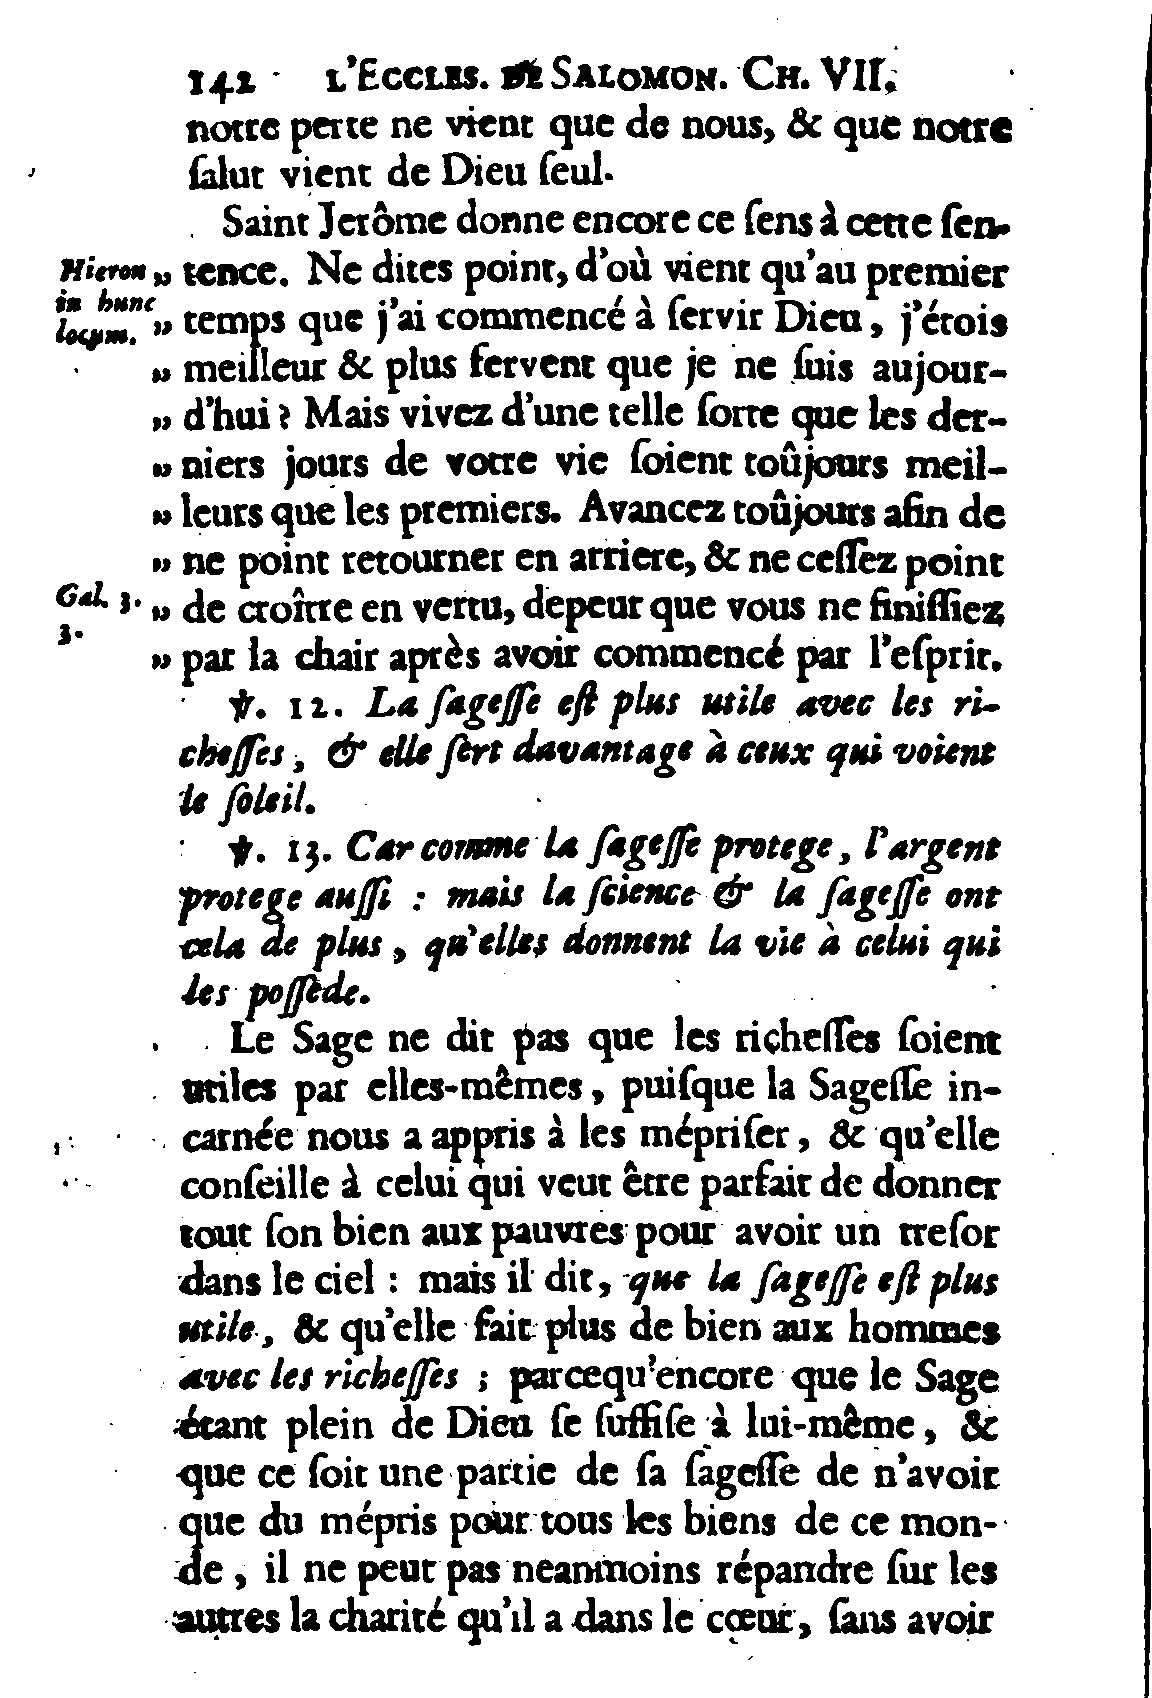 142 L'ECCLES. DE SALOMON. CH. VII.
notre perte ne vient que de nous, & que notre
ſalut vient de Dieu ſeul.
Saint Jerôme donne encore ce ſens à cette ſen-
Hieron „ tence. Ne dites point, d'où vient qu'au premier
in hunc
locum. „ temps que j'ai commencé à ſervir Dieu, j'étois
„ meilleur & plus fervent que je ne ſuis aujour-
„ d'hui ? Mais vivez d'une telle ſorte que les der-
„ niers jours de votre vie ſoient toûjours meil-
„ leurs que les premiers. Avancez toûjours afin de
„ ne point retourner en arriere, & ne ceſſez point
Gal. 3. „ de croître en vertu, depeur que vous ne finiſſiez
3.
„ par la chair après avoir commencé par l'eſprit.
℣. 12. La ſageſſe eſt plus utile avec les ri-
cheſſes, & elle ſert davantage à ceux qui voient
le ſoleil.
℣. 13. Car comme la ſageſſe protege, l'argent
protege auſſi : mais la ſcience & la ſageſſe ont
cela de plus, qu'elles donnent la vie à celui qui
les poſſède.
Le Sage ne dit pas que les richeſſes ſoient
utiles par elles-mêmes, puiſque la Sageſſe in-
carnée nous a appris à les mépriſer, & qu'elle
conſeille à celui qui veut être parfait de donner
tout ſon bien aux pauvres pour avoir un treſor
dans le ciel : mais il dit, que la ſageſſe eſt plus
utile, & qu'elle fait plus de bien aux hommes
avec les richeſſes ; parcequ'encore que le Sage
étant plein de Dieu ſe ſuffiſe à lui-même, &
que ce ſoit une partie de ſa ſageſſe de n'avoir
que du mépris pour tous les biens de ce mon-
de, il ne peut pas neanmoins répandre ſur les
autres la charité qu'il a dans le cœur, ſans avoir